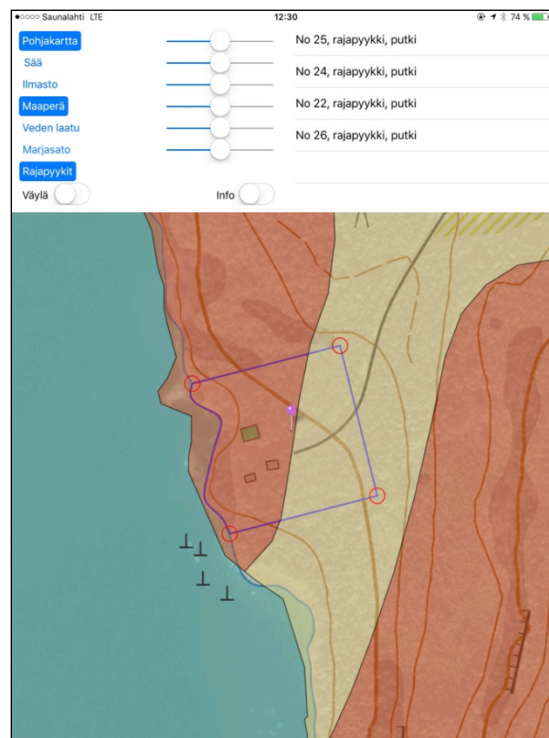 ●○○○○ Saunalahti LTE 12:30 74 %
Pohjakartta
Sää
Ilmasto
Maaperä
Veden laatu
Marjasato
Rajapyykit
Väylä Info
No 25, rajapyykki, putki
No 24, rajapyykki, putki
No 22, rajapyykki, putki
No 26, rajapyykki, putki